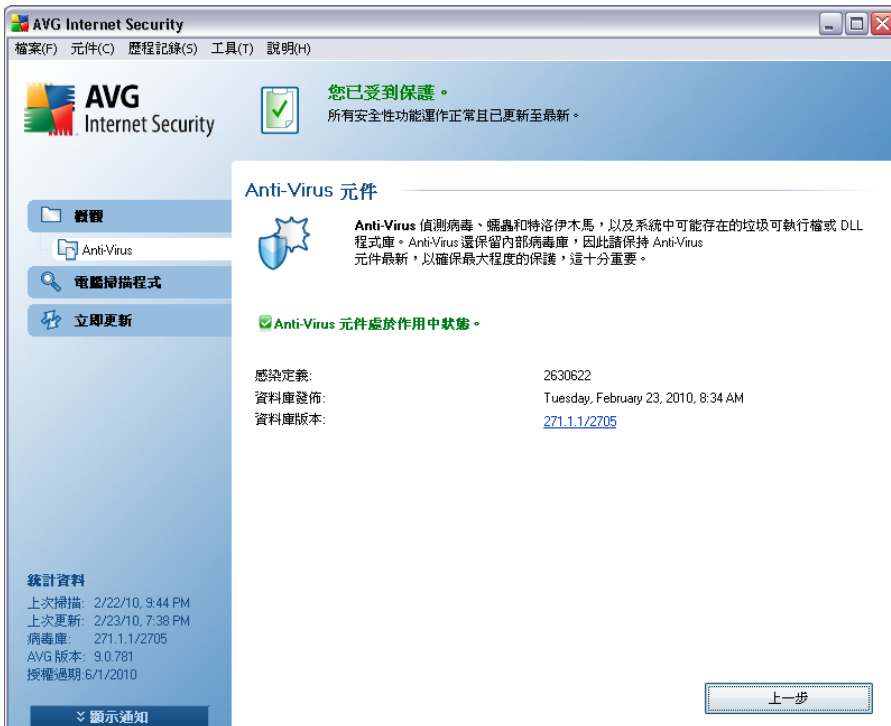 AVG Internet Security
檔案(F) 元件(C) 歷程記錄(S) 工具(T) 說明(H)
AVG
Internet Security
您已受到保護。
所有安全性功能運作正常且已更新至最新。
概觀
Anti-Virus
電腦掃描程式
立即更新
Anti-Virus 元件
Anti-Virus 偵測病毒、蠕蟲和特洛伊木馬，以及系統中可能存在的垃圾可執行檔或 DLL
程式庫。Anti-Virus 還保留內部病毒庫，因此請保持 Anti-Virus
元件最新，以確保最大程度的保護，這十分重要。
Anti-Virus 元件處於作用中狀態。
感染定義: 2630622
資料庫發佈: Tuesday, February 23, 2010, 8:34 AM
資料庫版本: 271.1.1/2705
統計資料
上次掃描: 2/22/10, 9:44 PM
上次更新: 2/23/10, 7:38 PM
病毒庫: 271.1.1/2705
AVG 版本: 9.0.781
授權過期:6/1/2010
顯示通知
上一步